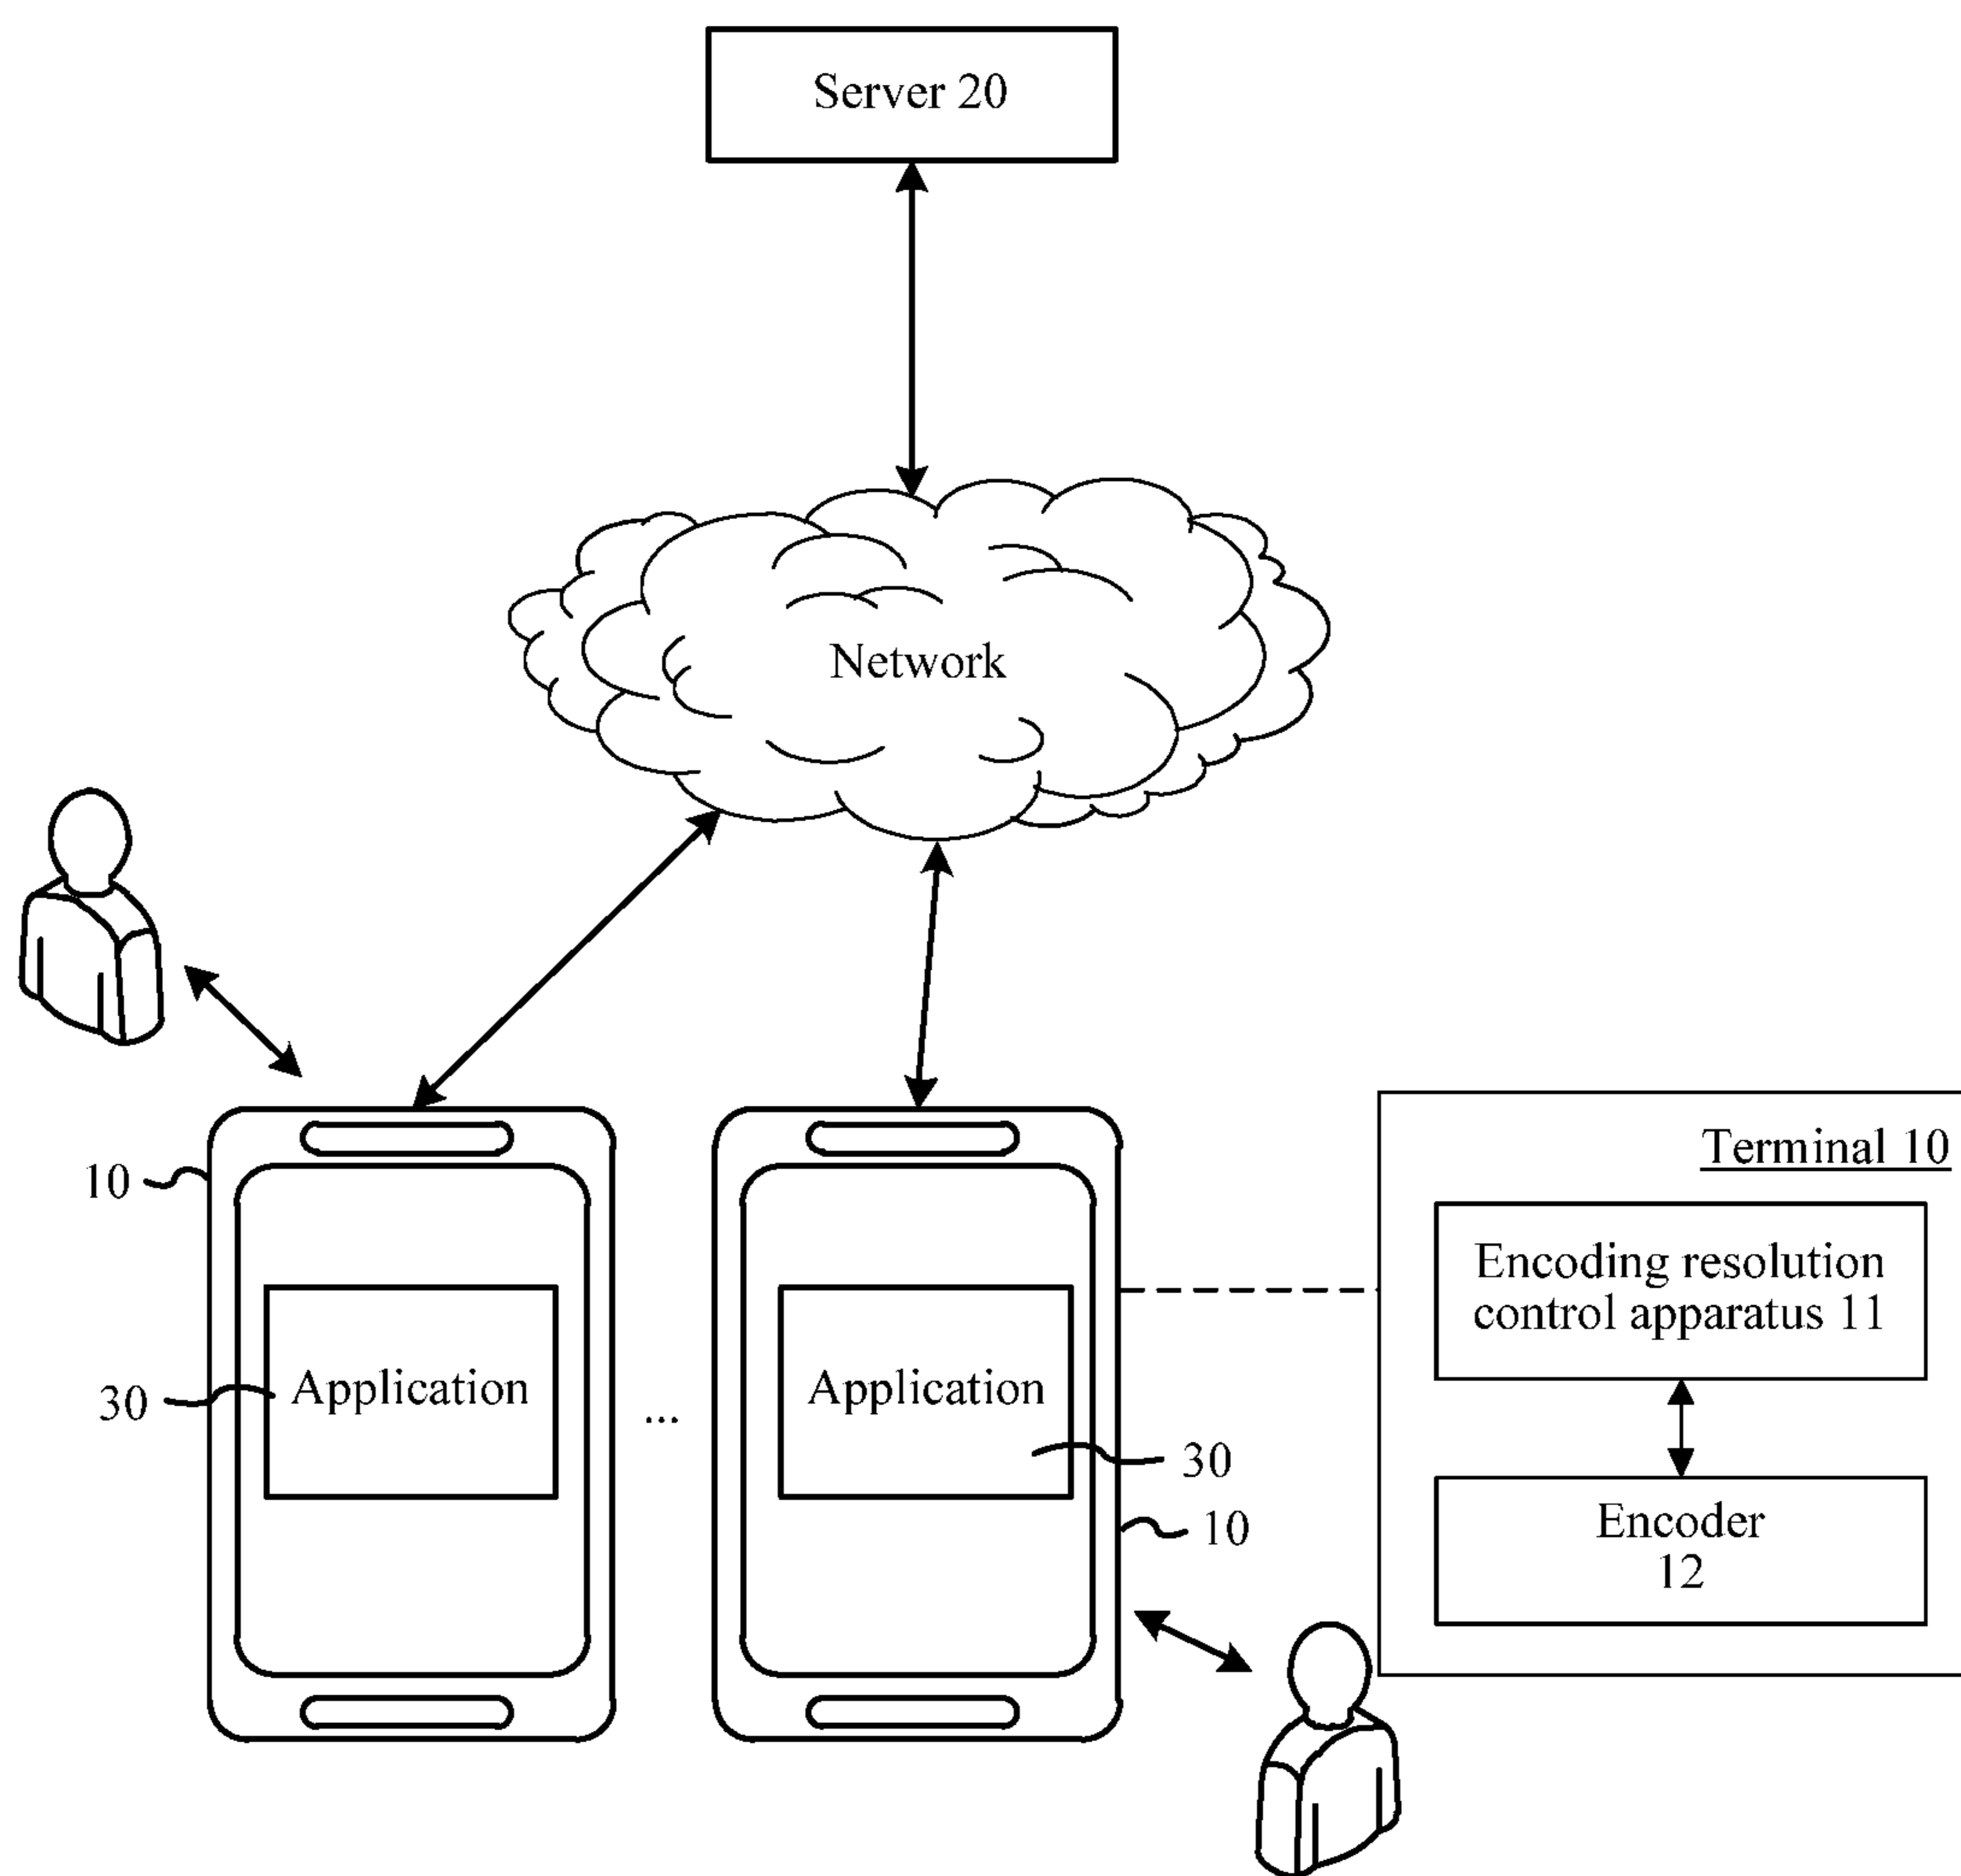 Server 20
Network
Terminal 10
10
Encoding resolution
control apparatus 11
Application
30
...
Application
30
10
Encoder
12